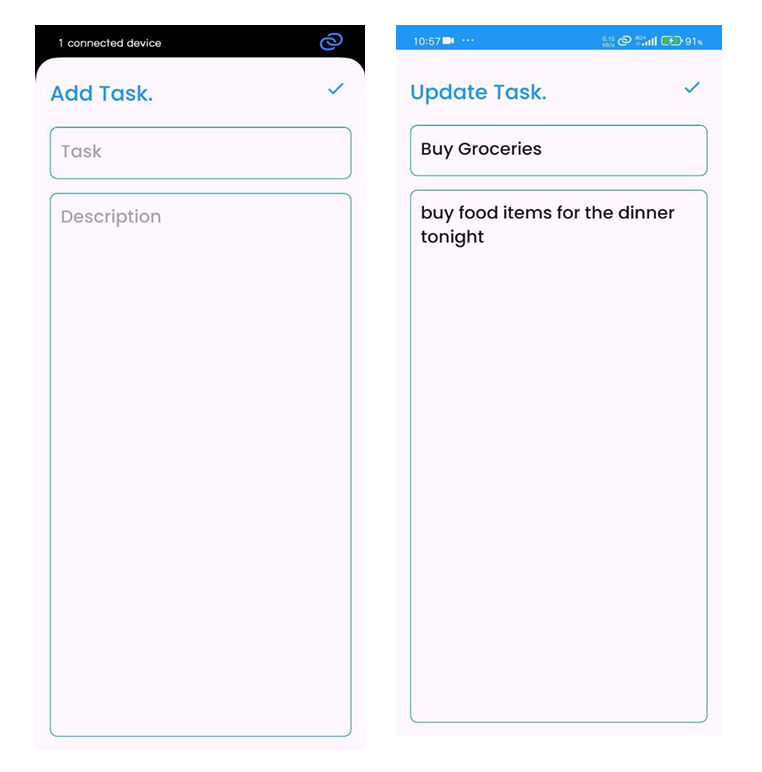 1 connected device
Add Task.
Task
Description
10:57 ··· 0.15 KB/s 4G+ 91%
Update Task.
Buy Groceries
buy food items for the dinner
tonight